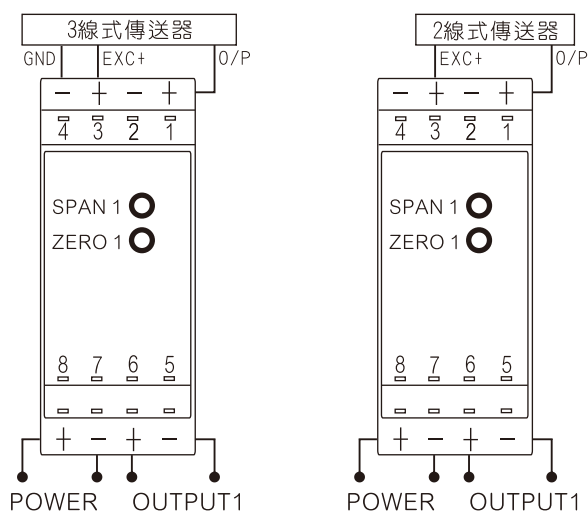 3線式傳送器
GND EXC+ O/P
− + − +
4 3 2 1
SPAN 1
ZERO 1
8 7 6 5
+ − + −
POWER OUTPUT1
2線式傳送器
EXC+ O/P
− + − +
4 3 2 1
SPAN 1
ZERO 1
8 7 6 5
+ − + −
POWER OUTPUT1